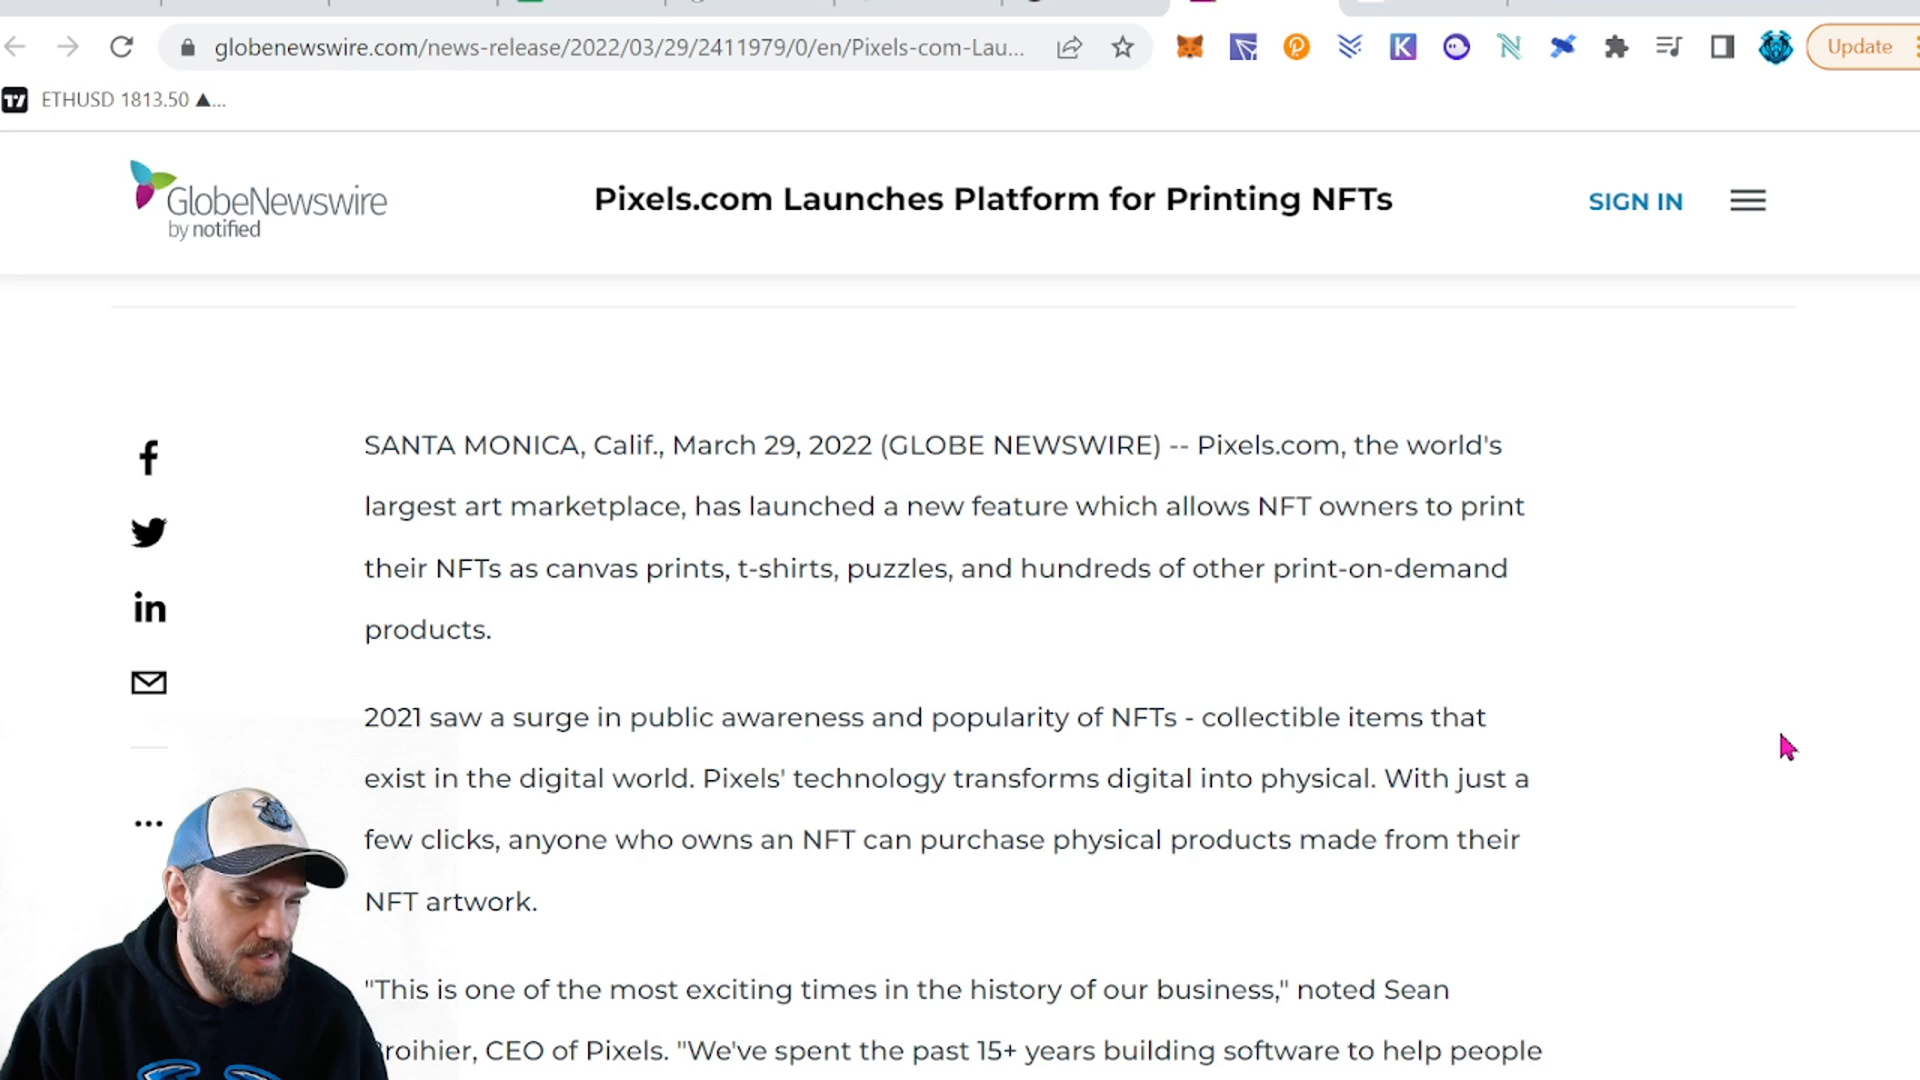 globenewswire.com/news-release/2022/03/29/2411979/0/en/Pixels-com-Lau...
Update
ETHUSD 1813.50 ▲...
GlobeNewswire
by notified
Pixels.com Launches Platform for Printing NFTs
SIGN IN
SANTA MONICA, Calif., March 29, 2022 (GLOBE NEWSWIRE) -- Pixels.com, the world's
largest art marketplace, has launched a new feature which allows NFT owners to print
their NFTs as canvas prints, t-shirts, puzzles, and hundreds of other print-on-demand
products.
2021 saw a surge in public awareness and popularity of NFTs - collectible items that
exist in the digital world. Pixels' technology transforms digital into physical. With just a
few clicks, anyone who owns an NFT can purchase physical products made from their
NFT artwork.
"This is one of the most exciting times in the history of our business," noted Sean
roihier, CEO of Pixels. "We've spent the past 15+ years building software to help people